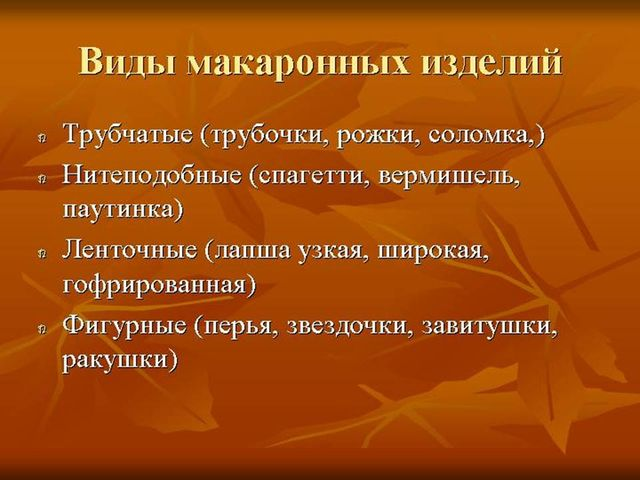 Виды макаронных изделий
Трубчатые (трубочки, рожки, соломка,)
Нитеподобные (спагетти, вермишель,
паутинка)
Ленточные (лапша узкая, широкая,
гофрированная)
Фигурные (перья, звездочки, завитушки,
ракушки)